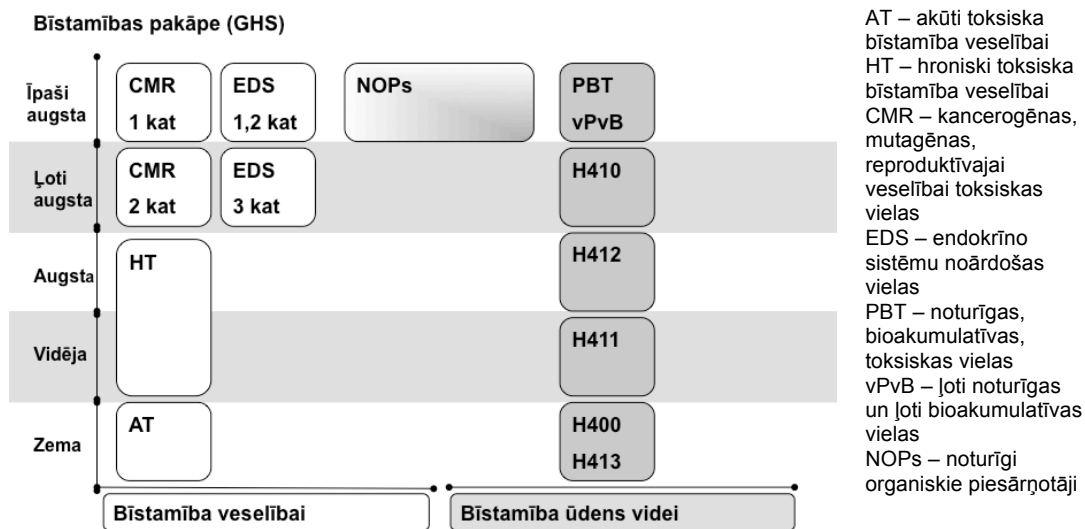 Bīstamības pakāpe (GHS)
Īpaši
augsta
CMR
1 kat
EDS
1,2 kat
NOPs
PBT
vPvB
Ļoti
augsta
CMR
2 kat
EDS
3 kat
H410
Augsta
HT
H412
Vidēja
H411
Zema
AT
H400
H413
Bīstamība veselībai
Bīstamība ūdens videi
AT – akūti toksiska
bīstamība veselībai
HT – hroniski toksiska
bīstamība veselībai
CMR – kancerogēnas,
mutagēnas,
reproduktīvajai
veselībai toksiskas
vielas
EDS – endokrīno
sistēmu noārdošas
vielas
PBT – noturīgas,
bioakumulatīvas,
toksiskas vielas
vPvB – ļoti noturīgas
un ļoti bioakumulatīvas
vielas
NOPs – noturīgi
organiskie piesārņotāji